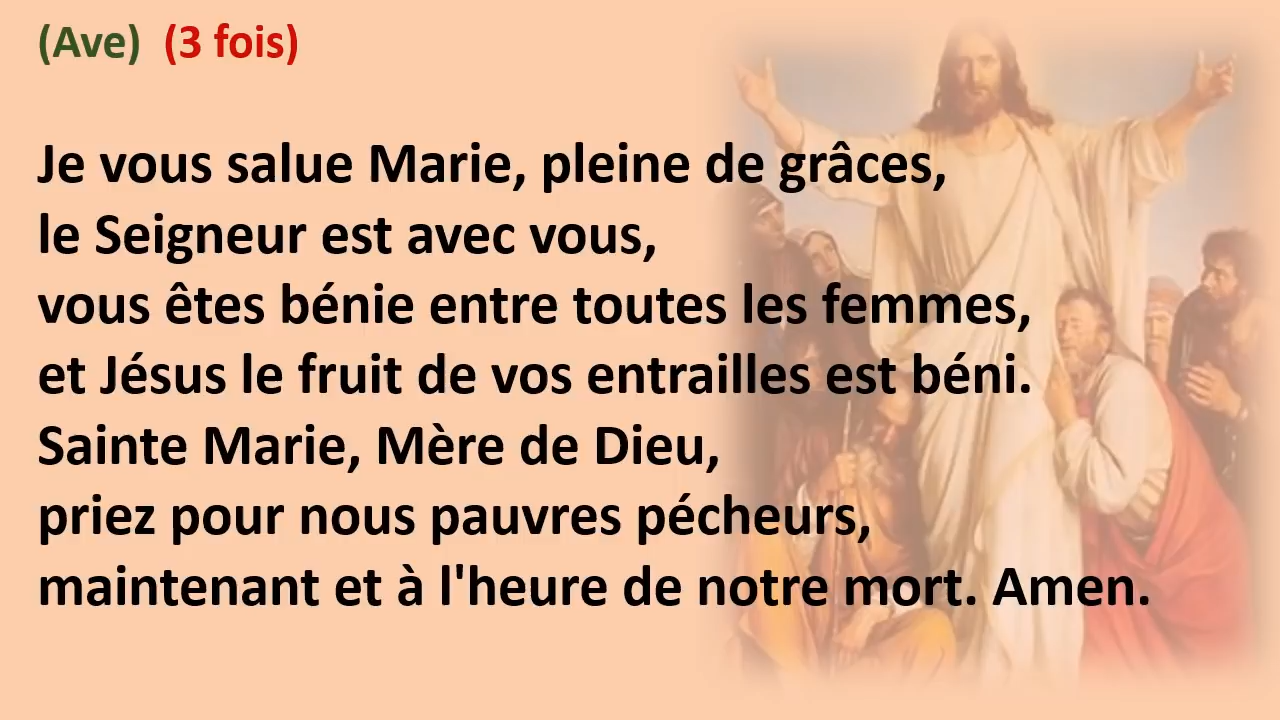 (Ave) (3 fois)
Je vous salue Marie, pleine de grâces,
le Seigneur est avec vous,
vous êtes bénie entre toutes les femmes,
et Jésus le fruit de vos entrailles est béni.
Sainte Marie, Mère de Dieu,
priez pour nous pauvres pécheurs,
maintenant et à l'heure de notre mort. Amen.